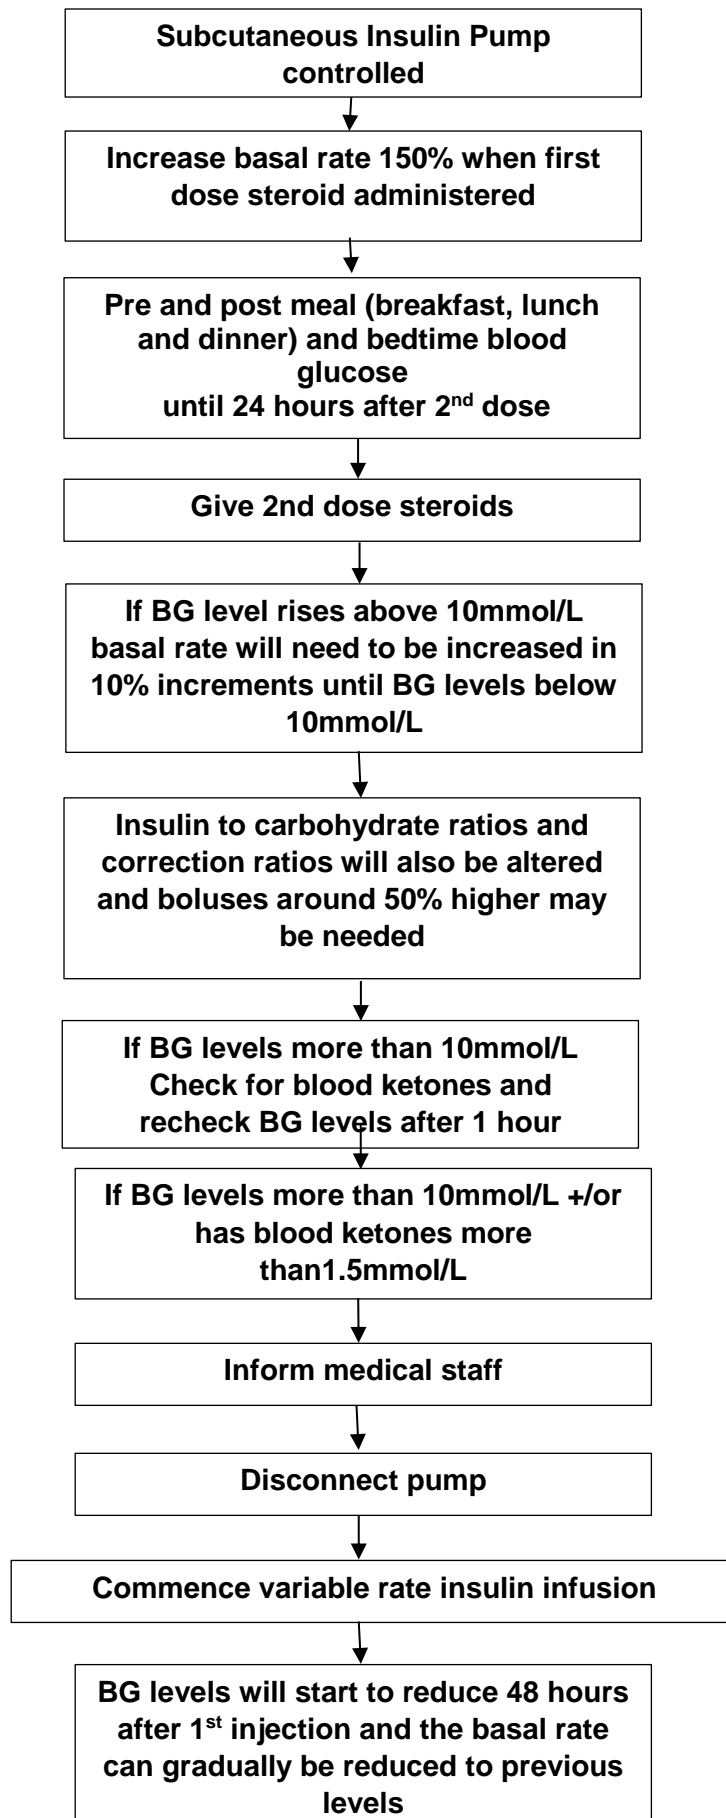 Subcutaneous Insulin Pump
controlled
Increase basal rate 150% when first
dose steroid administered
Pre and post meal (breakfast, lunch
and dinner) and bedtime blood
glucose
until 24 hours after 2nd dose
Give 2nd dose steroids
If BG level rises above 10mmol/L
basal rate will need to be increased in
10% increments until BG levels below
10mmol/L
Insulin to carbohydrate ratios and
correction ratios will also be altered
and boluses around 50% higher may
be needed
If BG levels more than 10mmol/L
Check for blood ketones and
recheck BG levels after 1 hour
If BG levels more than 10mmol/L +/or
has blood ketones more
than1.5mmol/L
Inform medical staff
Disconnect pump
Commence variable rate insulin infusion
BG levels will start to reduce 48 hours
after 1st injection and the basal rate
can gradually be reduced to previous
levels